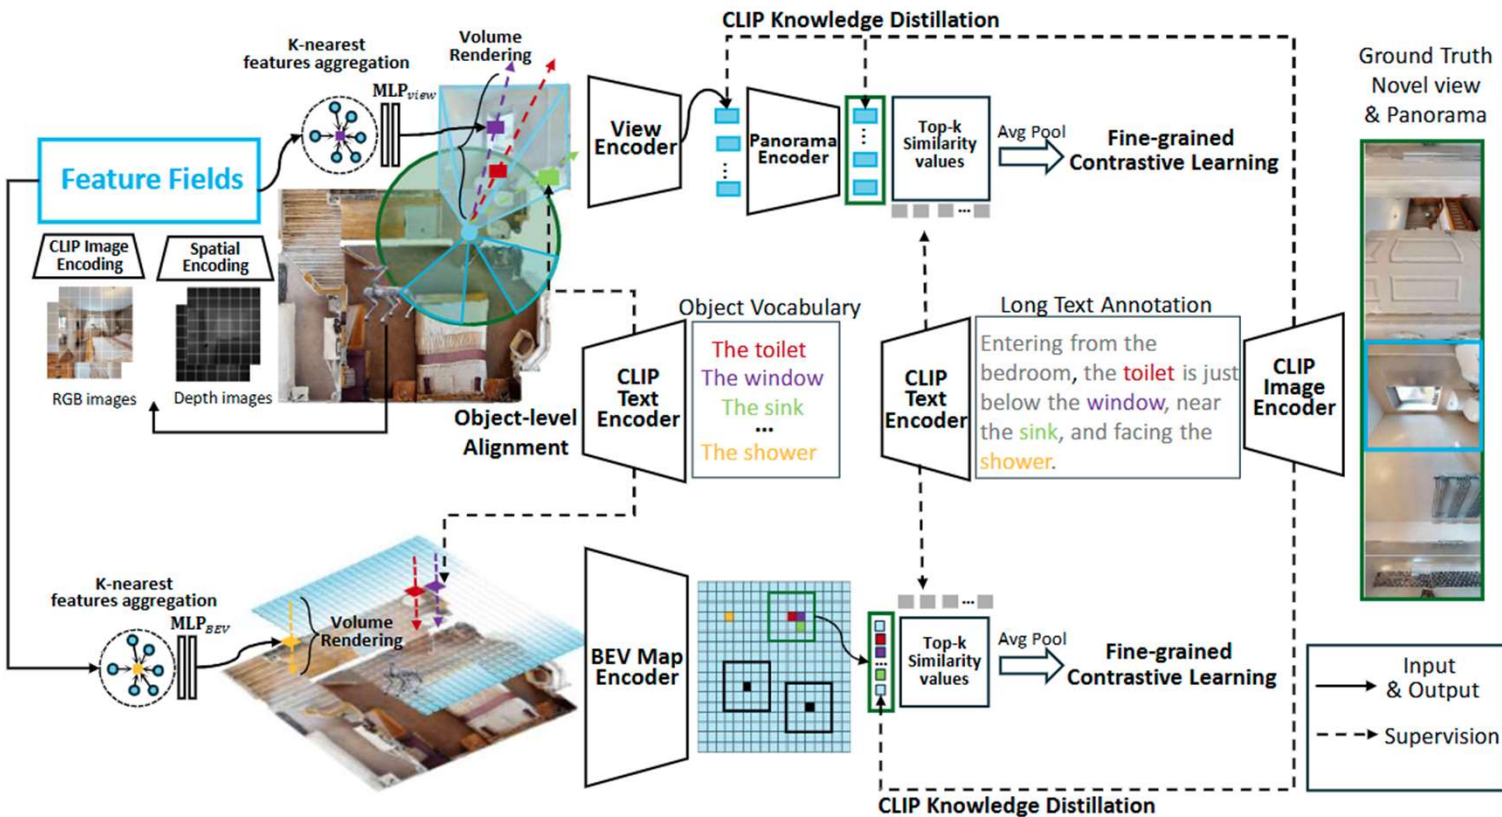 CLIP Knowledge Distillation
Volume
Rendering
K-nearest
features aggregation
MLP_view
View
Encoder
Panorama
Encoder
Top-k
Similarity
values
Avg Pool
Fine-grained
Contrastive Learning
Ground Truth
Novel view
& Panorama
Feature Fields
CLIP Image
Encoding
Spatial
Encoding
RGB images
Depth images
Object-level
Alignment
CLIP
Text
Encoder
Object Vocabulary
The toilet
The window
The sink
...
The shower
CLIP
Text
Encoder
Long Text Annotation
Entering from the
bedroom, the toilet is just
below the window, near
the sink, and facing the
shower.
CLIP
Image
Encoder
K-nearest
features aggregation
MLP_BEV
Volume
Rendering
BEV Map
Encoder
Top-k
Similarity
values
Avg Pool
Fine-grained
Contrastive Learning
CLIP Knowledge Distillation
Input
& Output
Supervision